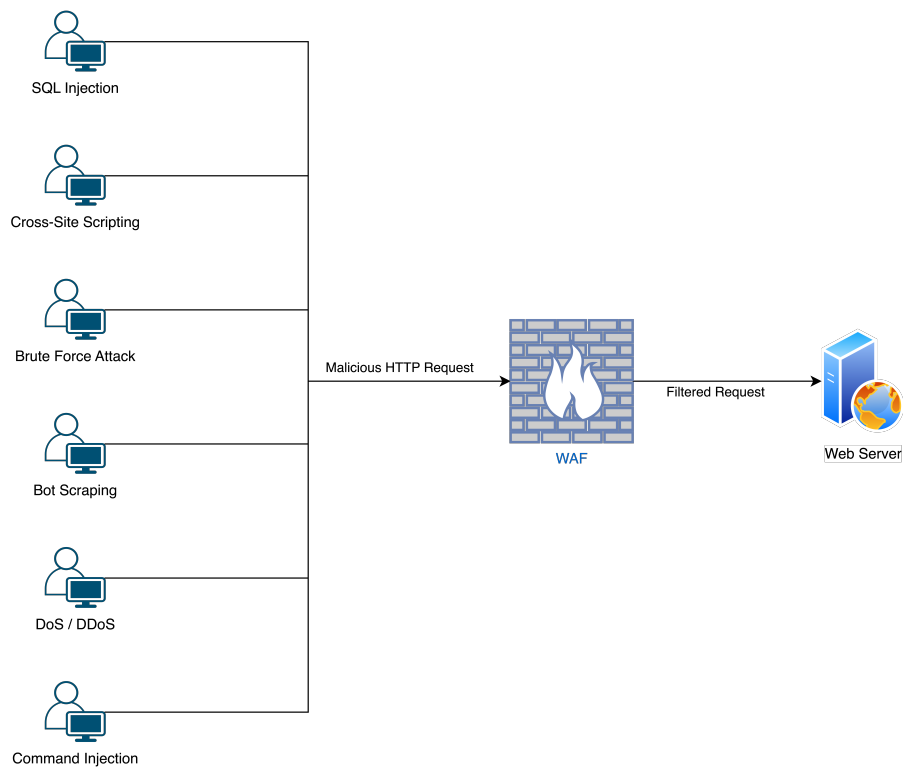 SQL Injection
Cross-Site Scripting
Brute Force Attack
Malicious HTTP Request
Filtered Request
WAF
Web Server
Bot Scraping
DoS / DDoS
Command Injection